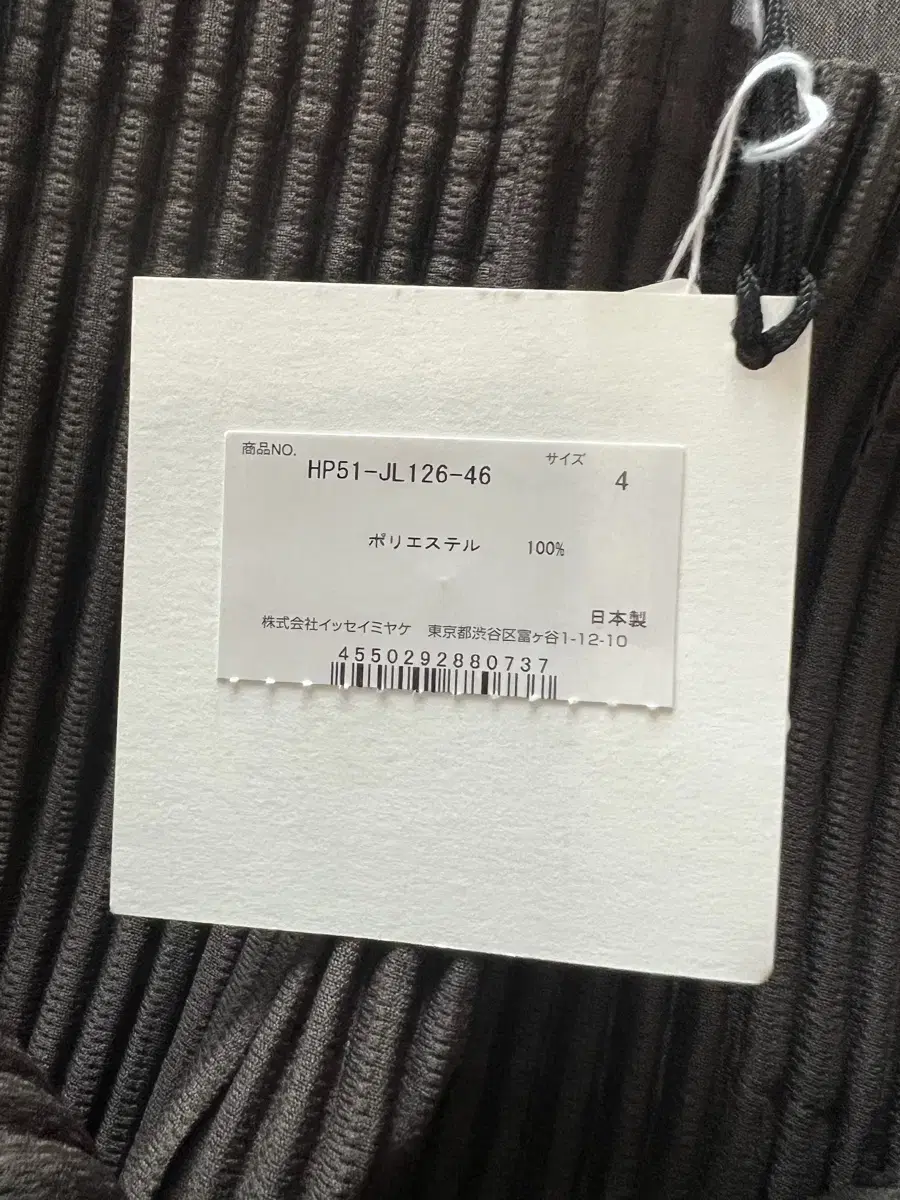 商品NO. サイズ
HP51-JL126-46 4
ポリエステル 100%
日本製
株式会社イッセイミヤケ 東京都渋谷区富ヶ谷1-12-10
4550292880737